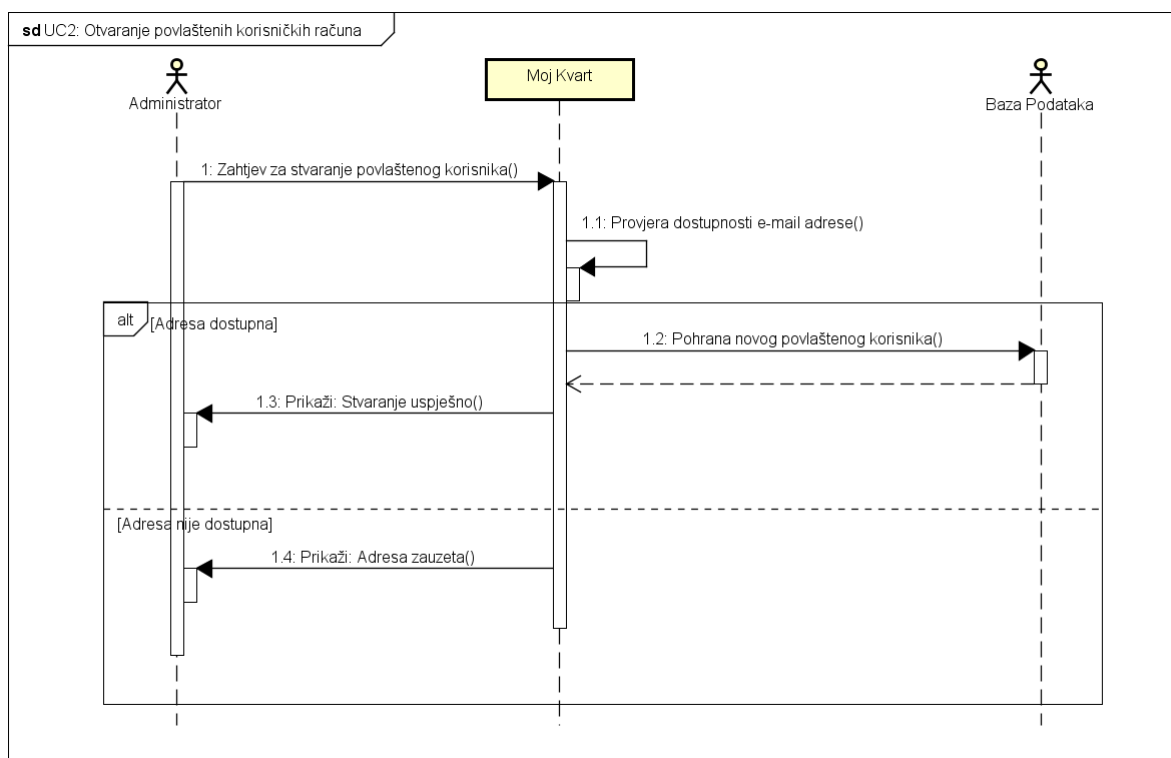 sd UC2: Otvaranje povlaštenih korisničkih računa
Administrator
Moj Kvart
Baza Podataka
1: Zahtjev za stvaranje povlaštenog korisnika()
1.1: Provjera dostupnosti e-mail adrese()
alt
[Adresa dostupna]
1.2: Pohrana novog povlaštenog korisnika()
1.3: Prikaži: Stvaranje uspješno()
[Adresa nije dostupna]
1.4: Prikaži: Adresa zauzeta()